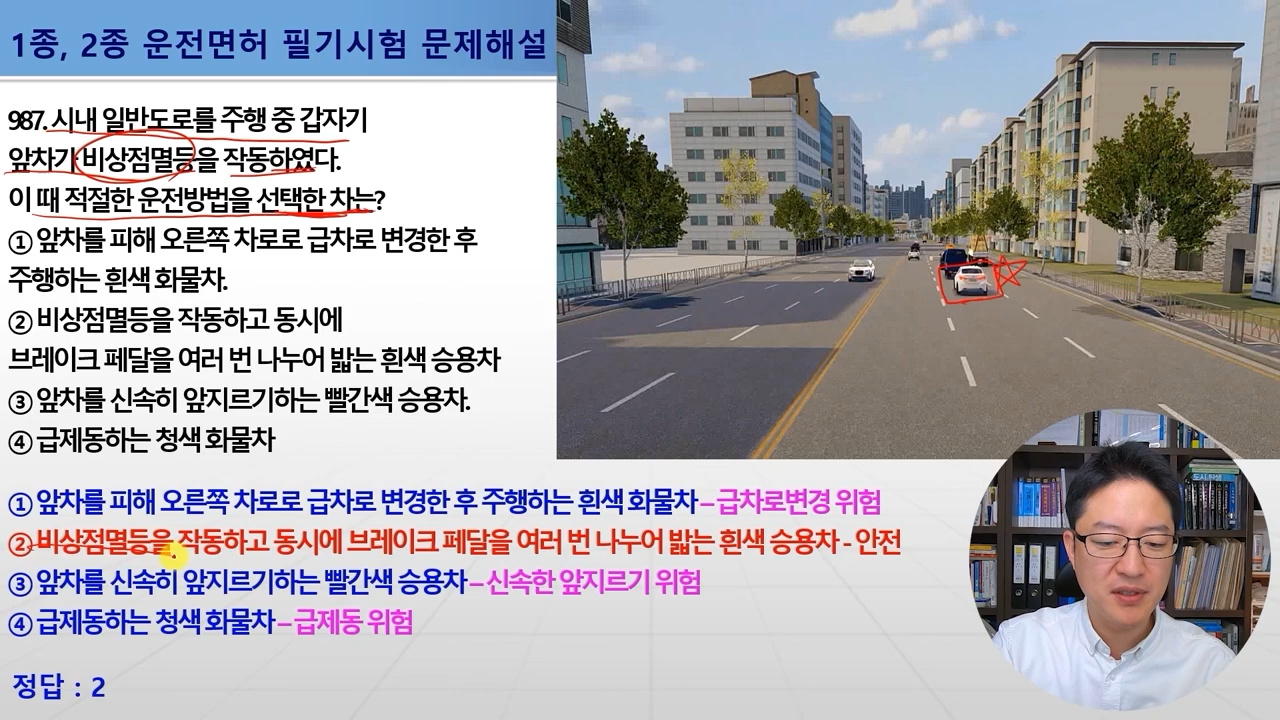 1종, 2종 운전면허 필기시험 문제해설
987. 시내 일반도로를 주행 중 갑자기
앞차가 비상점멸등을 작동하였다.
이 때 적절한 운전방법을 선택한 차는?
① 앞차를 피해 오른쪽 차로로 급차로 변경한 후
주행하는 흰색 화물차.
② 비상점멸등을 작동하고 동시에
브레이크 페달을 여러 번 나누어 밟는 흰색 승용차
③ 앞차를 신속히 앞지르기하는 빨간색 승용차.
④ 급제동하는 청색 화물차
① 앞차를 피해 오른쪽 차로로 급차로 변경한 후 주행하는 흰색 화물차 – 급차로변경 위험
② 비상점멸등을 작동하고 동시에 브레이크 페달을 여러 번 나누어 밟는 흰색 승용차 - 안전
③ 앞차를 신속히 앞지르기하는 빨간색 승용차 – 신속한 앞지르기 위험
④ 급제동하는 청색 화물차 – 급제동 위험
정답 : 2